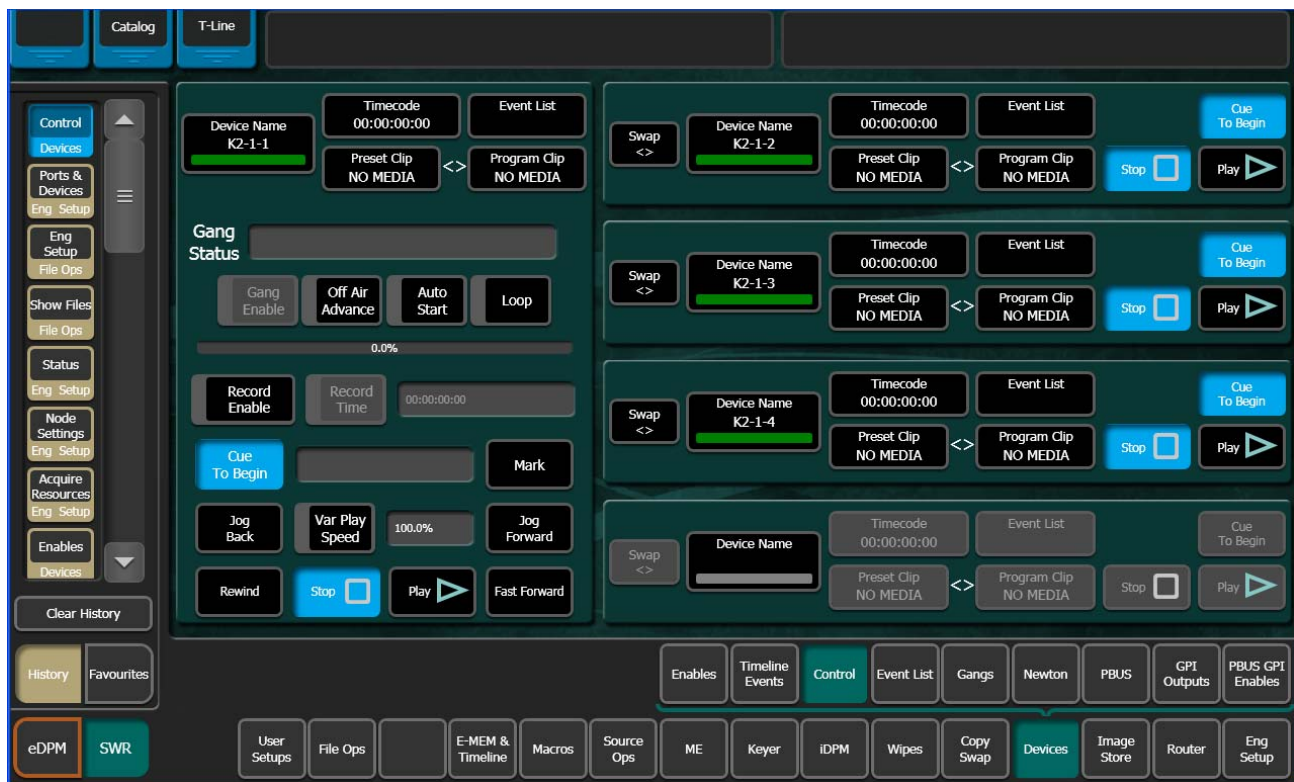 Catalog
T-Line
Control
Devices
Ports &
Devices
Eng Setup
Eng
Setup
File Ops
Show Files
File Ops
Status
Eng Setup
Node
Settings
Eng Setup
Acquire
Resources
Eng Setup
Enables
Devices
Clear History
History
Favourites
eDPM
SWR
Device Name
K2-1-1
Timecode
00:00:00:00
Event List
Preset Clip
NO MEDIA
<>
Program Clip
NO MEDIA
Gang
Status
Gang
Enable
Off Air
Advance
Auto
Start
Loop
0.0%
Record
Enable
Record
Time
00:00:00:00
Cue
To Begin
Mark
Jog
Back
Var Play
Speed
100.0%
Jog
Forward
Rewind
Stop
Play
Fast Forward
Swap
<>
Device Name
K2-1-2
Timecode
00:00:00:00
Event List
Cue
To Begin
Preset Clip
NO MEDIA
<>
Program Clip
NO MEDIA
Stop
Play
Swap
<>
Device Name
K2-1-3
Timecode
00:00:00:00
Event List
Cue
To Begin
Preset Clip
NO MEDIA
<>
Program Clip
NO MEDIA
Stop
Play
Swap
<>
Device Name
K2-1-4
Timecode
00:00:00:00
Event List
Cue
To Begin
Preset Clip
NO MEDIA
<>
Program Clip
NO MEDIA
Stop
Play
Swap
<>
Device Name
Timecode
00:00:00:00
Event List
Cue
To Begin
Preset Clip
NO MEDIA
<>
Program Clip
NO MEDIA
Stop
Play
Enables
Timeline
Events
Control
Event List
Gangs
Newton
PBUS
GPI
Outputs
PBUS GPI
Enables
User
Setups
File Ops
E-MEM &
Timeline
Macros
Source
Ops
ME
Keyer
iDPM
Wipes
Copy
Swap
Devices
Image
Store
Router
Eng
Setup